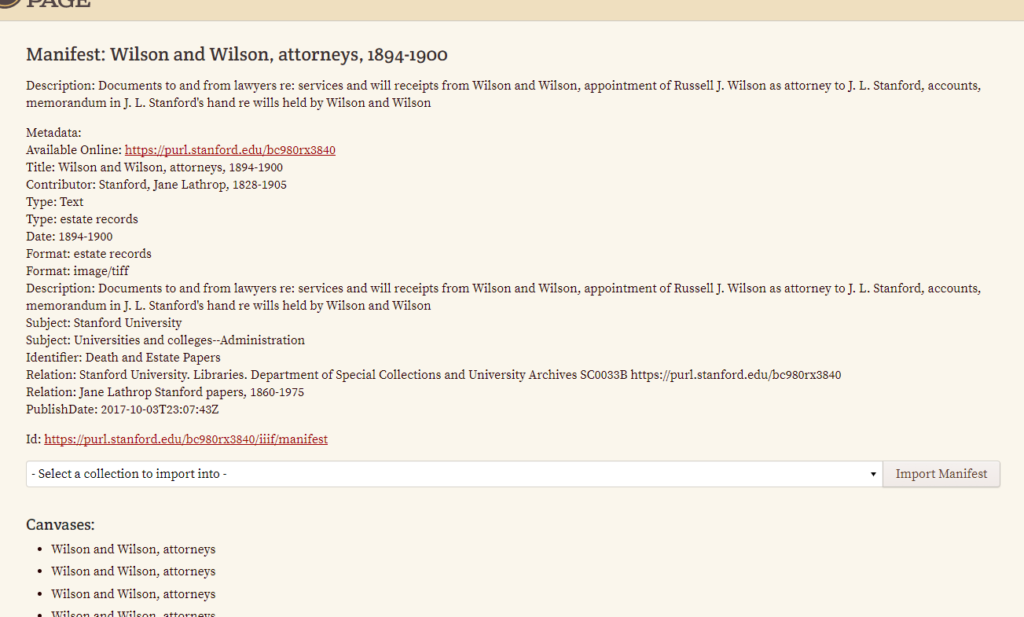 PAGE
Manifest: Wilson and Wilson, attorneys, 1894-1900
Description: Documents to and from lawyers re: services and will receipts from Wilson and Wilson, appointment of Russell J. Wilson as attorney to J. L. Stanford, accounts,
memorandum in J. L. Stanford's hand re wills held by Wilson and Wilson
Metadata:
Available Online: https://purl.stanford.edu/bc980rx3840
Title: Wilson and Wilson, attorneys, 1894-1900
Contributor: Stanford, Jane Lathrop, 1828-1905
Type: Text
Type: estate records
Date: 1894-1900
Format: estate records
Format: image/tiff
Description: Documents to and from lawyers re: services and will receipts from Wilson and Wilson, appointment of Russell J. Wilson as attorney to J. L. Stanford, accounts,
memorandum in J. L. Stanford's hand re wills held by Wilson and Wilson
Subject: Stanford University
Subject: Universities and colleges--Administration
Identifier: Death and Estate Papers
Relation: Stanford University. Libraries. Department of Special Collections and University Archives SC0033B https://purl.stanford.edu/bc980rx3840
Relation: Jane Lathrop Stanford papers, 1860-1975
PublishDate: 2017-10-03T23:07:43Z
Id: https://purl.stanford.edu/bc980rx3840/iiif/manifest
- Select a collection to import into - Import Manifest
Canvases:
• Wilson and Wilson, attorneys
• Wilson and Wilson, attorneys
• Wilson and Wilson, attorneys
• Wilson and Wilson, attorneys